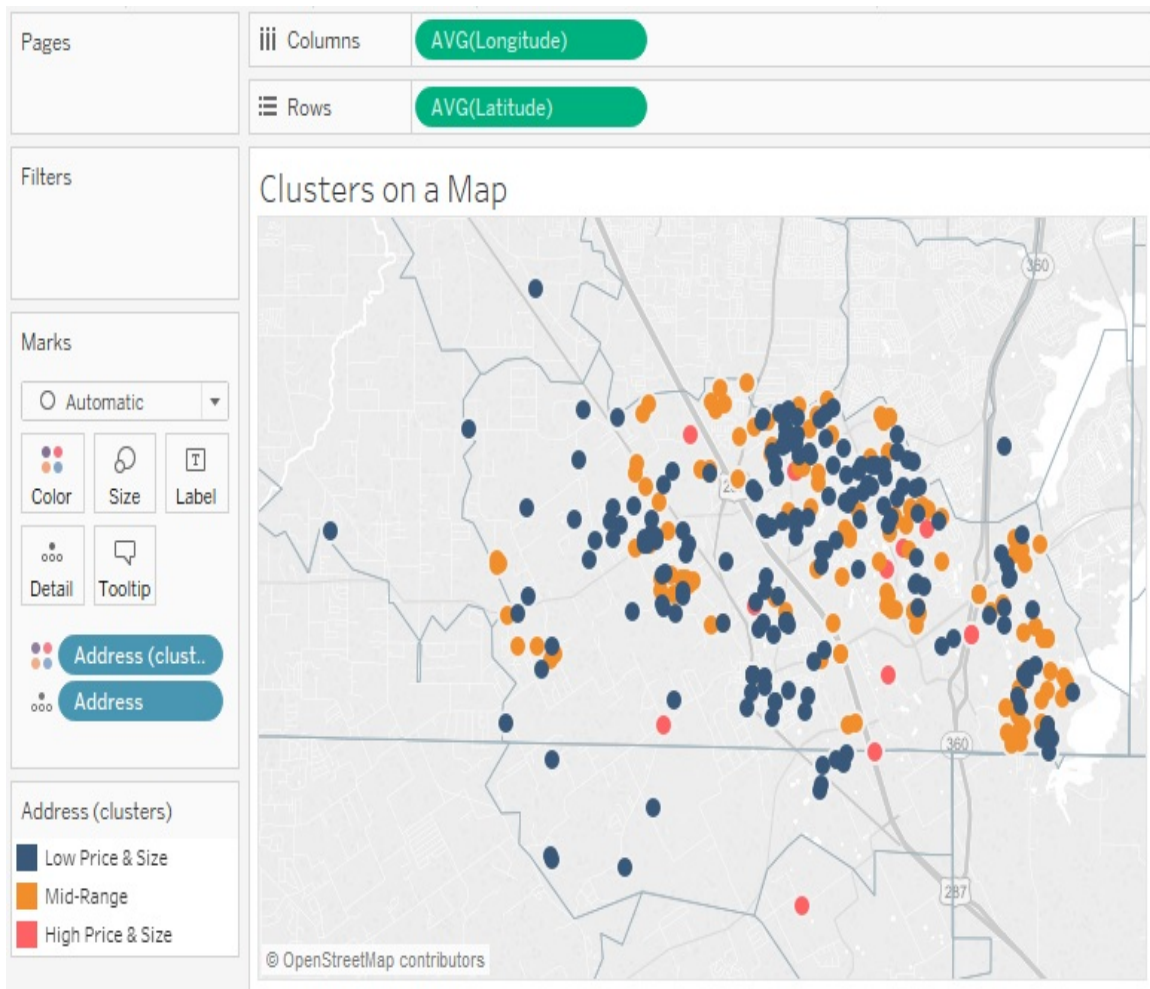 Pages
Columns
AVG(Longitude)
Rows
AVG(Latitude)
Filters
Clusters on a Map
Marks
Automatic
Color
Size
T
Label
Detail
Tooltip
Address (clust..
Address
Address (clusters)
Low Price & Size
Mid-Range
High Price & Size
360
360
287
© OpenStreetMap contributors